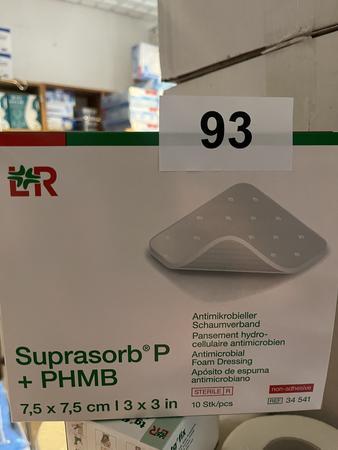 93
L&R
Antimikrobieller
Schaumverband
Pansement hydro-
cellulaire antimicrobien
Antimicrobial
Foam Dressing
Apósito de espuma
antimicrobiano
Suprasorb® P
+ PHMB
7,5 x 7,5 cm | 3 x 3 in
STERILE R
10 Stk/pcs
non-adhesive
REF 34 541